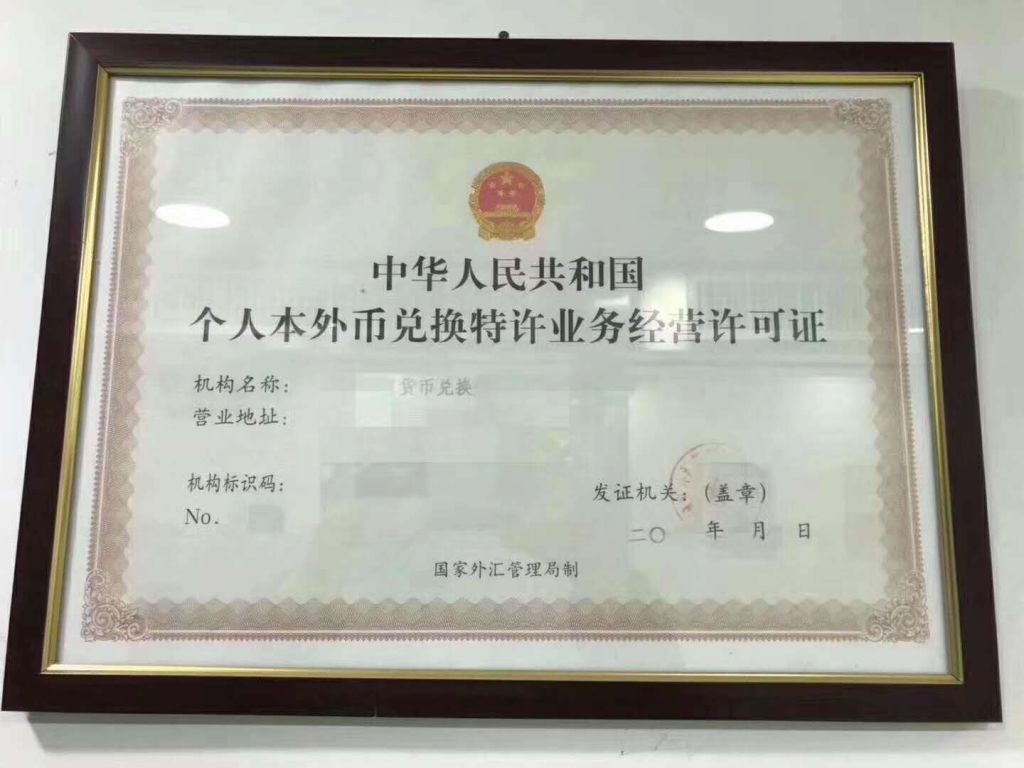 中华人民共和国
个人本外币兑换特许业务经营许可证
机构名称： 货币兑换
营业地址：
机构标识码：
No.
发证机关：（盖章）
二〇 年 月 日
国家外汇管理局制